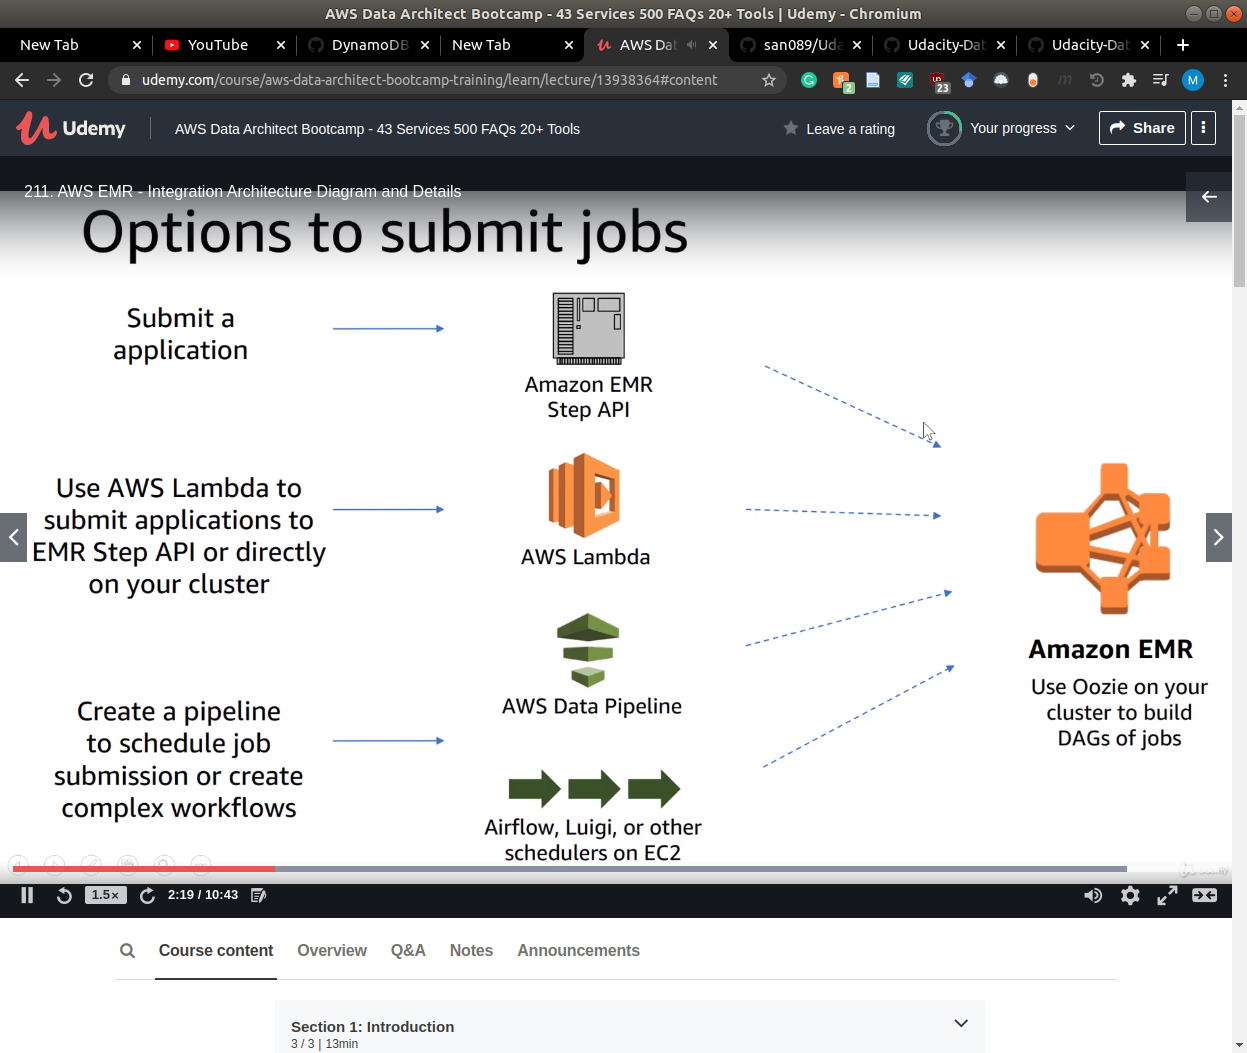 AWS Data Architect Bootcamp - 43 Services 500 FAQs 20+ Tools | Udemy - Chromium
New Tab
YouTube
DynamoDB
New Tab
AWS Dat
san089/Uda
Udacity-Dat
Udacity-Dat
udemy.com/course/aws-data-architect-bootcamp-training/learn/lecture/13938364#content
2
23
M
Udemy
AWS Data Architect Bootcamp - 43 Services 500 FAQs 20+ Tools
Leave a rating
Your progress
Share
211. AWS EMR - Integration Architecture Diagram and Details
Options to submit jobs
Submit a
application
Amazon EMR
Step API
Use AWS Lambda to
submit applications to
EMR Step API or directly
on your cluster
AWS Lambda
AWS Data Pipeline
Create a pipeline
to schedule job
submission or create
complex workflows
Airflow, Luigi, or other
schedulers on EC2
Amazon EMR
Use Oozie on your
cluster to build
DAGs of jobs
1.5×
2:19 / 10:43
Course content
Overview
Q&A
Notes
Announcements
Section 1: Introduction
3 / 3 | 13min